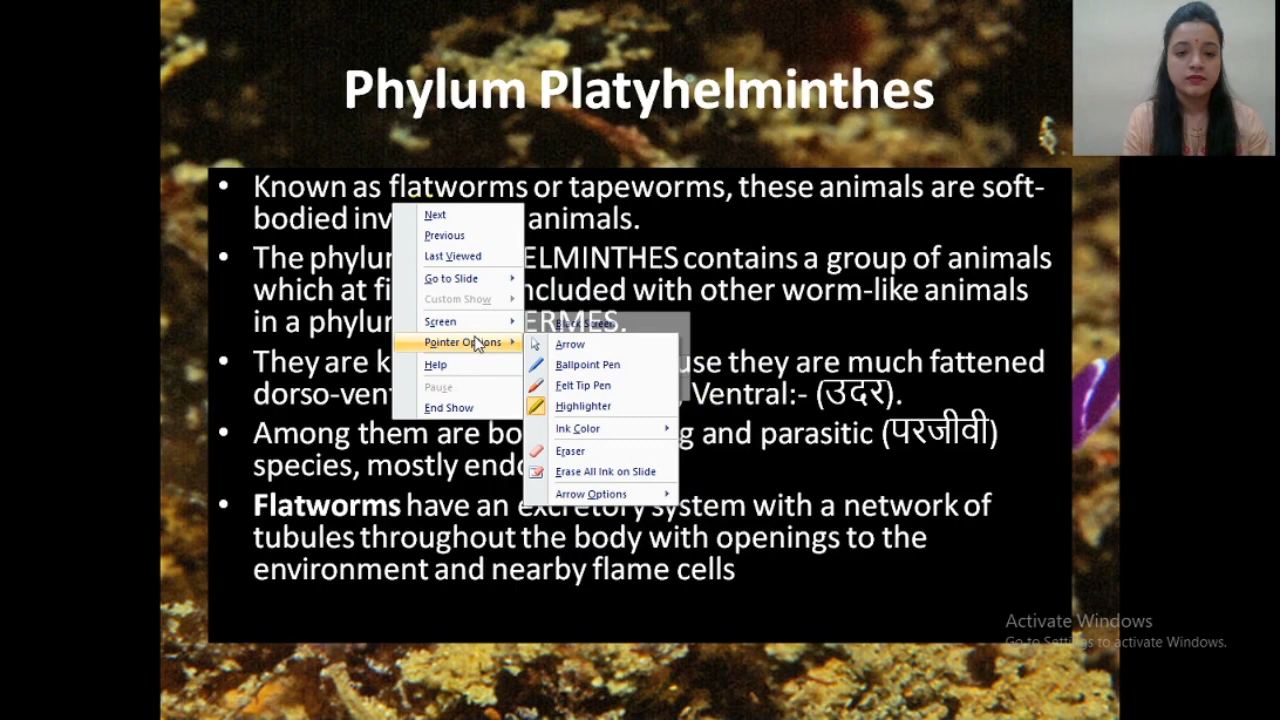 Phylum Platyhelminthes
• Known as flatworms or tapeworms, these animals are soft-
bodied inv animals.
• The phylu ELMINTHES contains a group of animals
which at fi ncluded with other worm-like animals
in a phylu ERMES.
• They are k use they are much fattened
dorso-vent , Ventral:- (उदर).
• Among them are bo g and parasitic (परजीवी)
species, mostly endo
• Flatworms have an excretory system with a network of
tubules throughout the body with openings to the
environment and nearby flame cells
Next
Previous
Last Viewed
Go to Slide
Custom Show
Screen
Pointer Options
Help
Pause
End Show
Black Screen
Arrow
Ballpoint Pen
Felt Tip Pen
Highlighter
Ink Color
Eraser
Erase All Ink on Slide
Arrow Options
Activate Windows
Go to Settings to activate Windows.